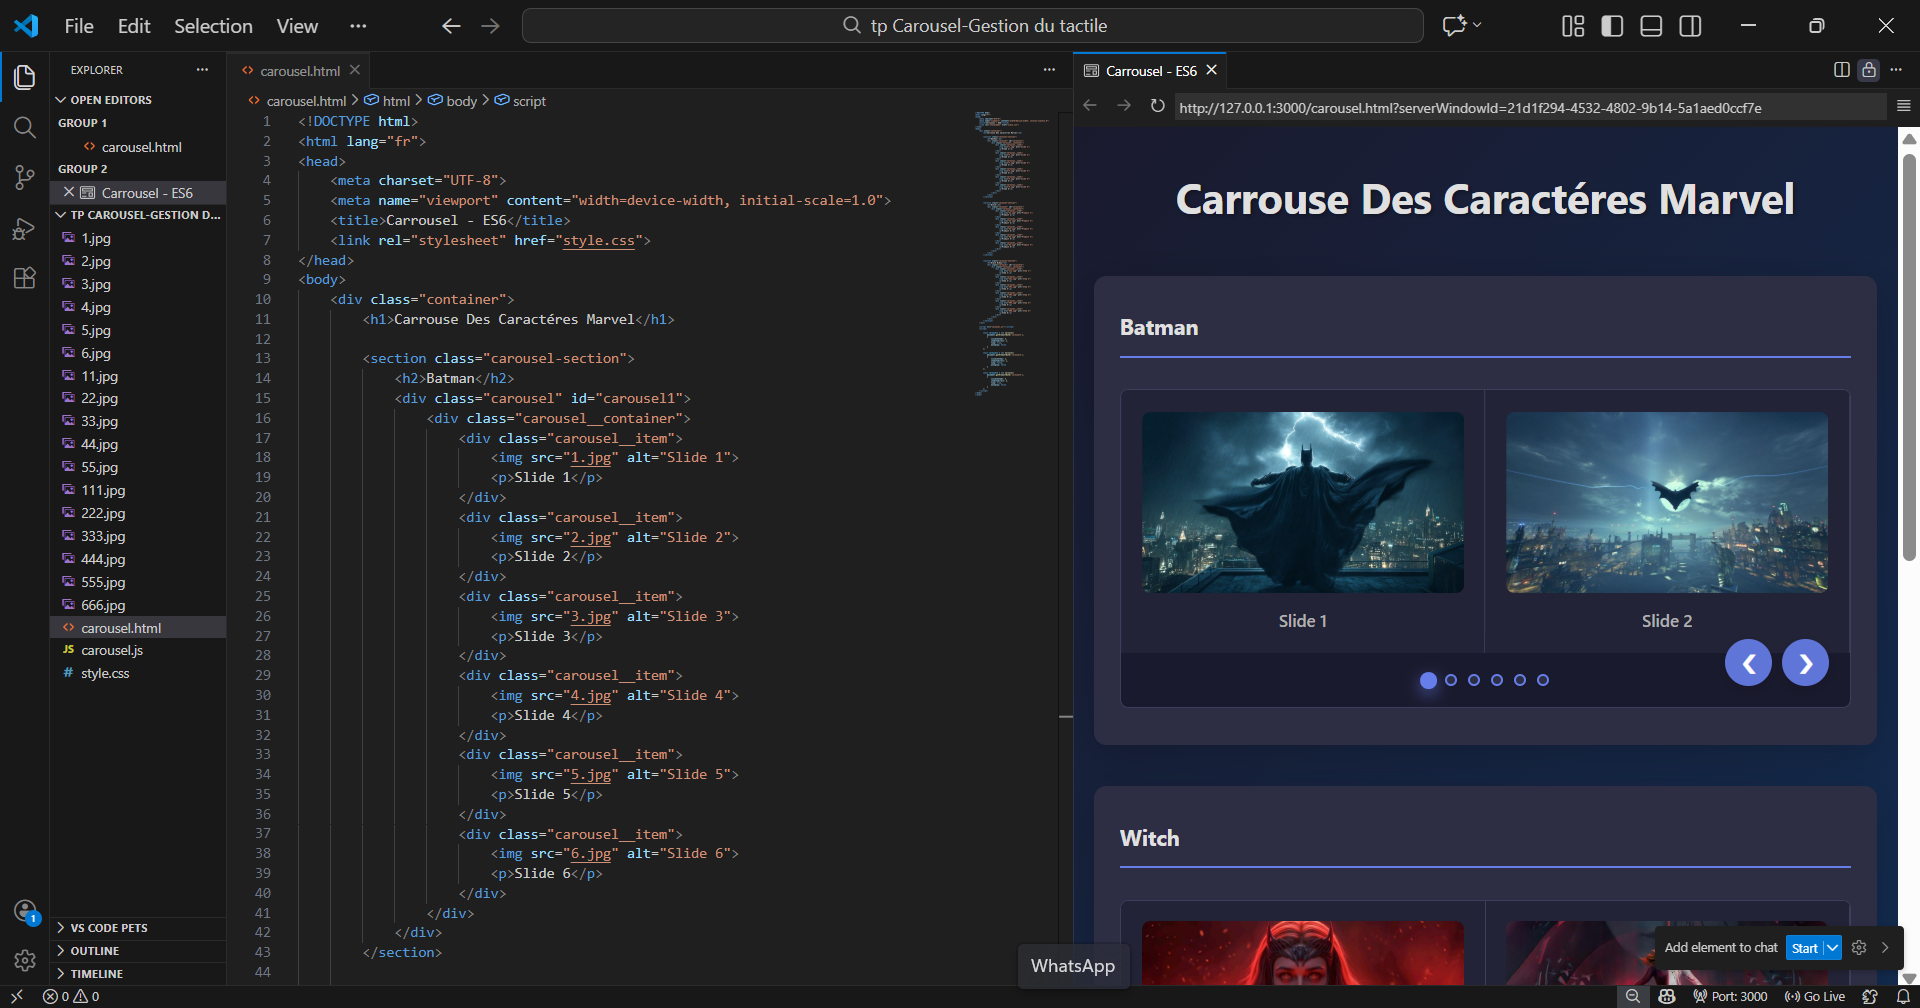 File Edit Selection View
tp Carousel-Gestion du tactile
EXPLORER
OPEN EDITORS
GROUP 1
carousel.html
GROUP 2
Carrousel - ES6
TP CAROUSEL-GESTION D...
1.jpg
2.jpg
3.jpg
4.jpg
5.jpg
6.jpg
11.jpg
22.jpg
33.jpg
44.jpg
55.jpg
111.jpg
222.jpg
333.jpg
444.jpg
555.jpg
666.jpg
carousel.html
JS carousel.js
# style.css
VS CODE PETS
OUTLINE
TIMELINE
1
carousel.html
carousel.html > html > body > script
1 <!DOCTYPE html>
2 <html lang="fr">
3 <head>
4 <meta charset="UTF-8">
5 <meta name="viewport" content="width=device-width, initial-scale=1.0">
6 <title>Carrousel - ES6</title>
7 <link rel="stylesheet" href="style.css">
8 </head>
9 <body>
10 <div class="container">
11 <h1>Carrouse Des Caractéres Marvel</h1>
12
13 <section class="carousel-section">
14 <h2>Batman</h2>
15 <div class="carousel" id="carousel1">
16 <div class="carousel__container">
17 <div class="carousel__item">
18 <img src="1.jpg" alt="Slide 1">
19 <p>Slide 1</p>
20 </div>
21 <div class="carousel__item">
22 <img src="2.jpg" alt="Slide 2">
23 <p>Slide 2</p>
24 </div>
25 <div class="carousel__item">
26 <img src="3.jpg" alt="Slide 3">
27 <p>Slide 3</p>
28 </div>
29 <div class="carousel__item">
30 <img src="4.jpg" alt="Slide 4">
31 <p>Slide 4</p>
32 </div>
33 <div class="carousel__item">
34 <img src="5.jpg" alt="Slide 5">
35 <p>Slide 5</p>
36 </div>
37 <div class="carousel__item">
38 <img src="6.jpg" alt="Slide 6">
39 <p>Slide 6</p>
40 </div>
41 </div>
42 </div>
43 </section>
44
Carrousel - ES6
http://127.0.0.1:3000/carousel.html?serverWindowId=21d1f294-4532-4802-9b14-5a1aed0ccf7e
Carrouse Des Caractéres Marvel
Batman
Slide 1
Slide 2
Witch
Add element to chat Start
WhatsApp
0 0
Port: 3000 Go Live